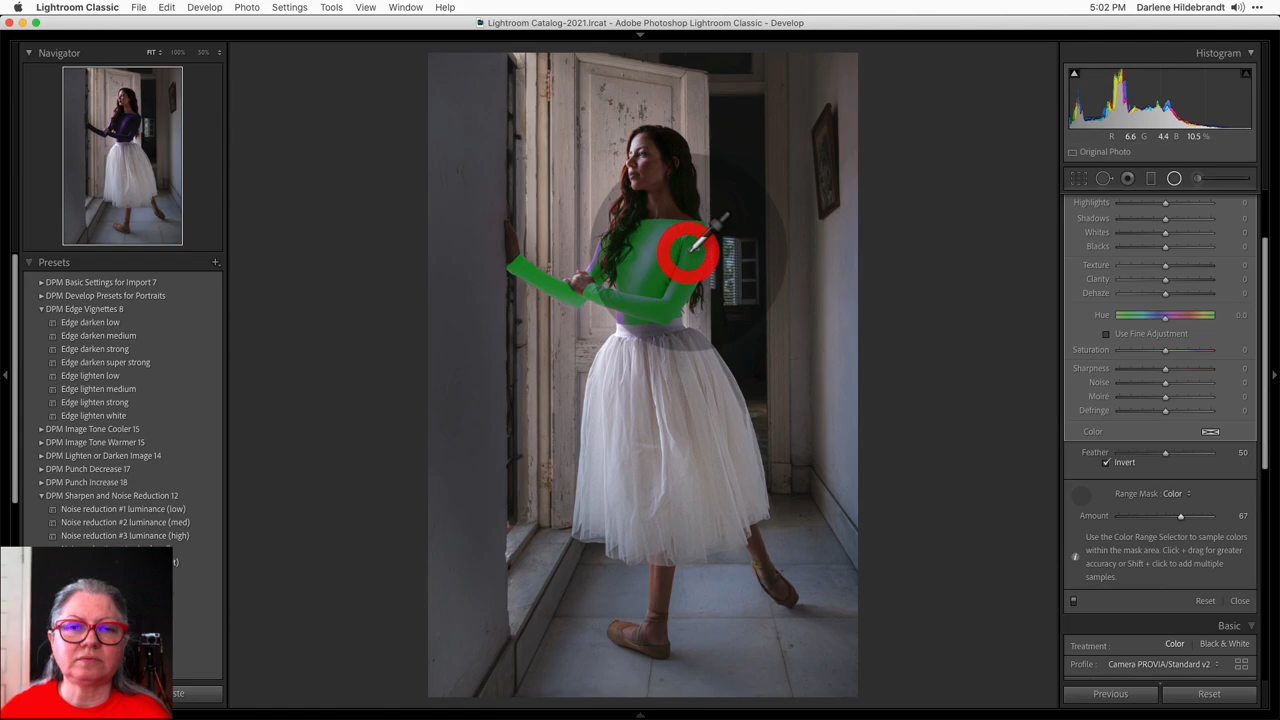 Lightroom Classic File Edit Develop Photo Settings Tools View Window Help 5:02 PM Darlene Hildebrandt
Lightroom Catalog-2021.lrcat - Adobe Photoshop Lightroom Classic - Develop
Navigator FIT 100% 50%
Presets +
DPM Basic Settings for Import 7
DPM Develop Presets for Portraits
DPM Edge Vignettes 8
Edge darken low
Edge darken medium
Edge darken strong
Edge darken super strong
Edge lighten low
Edge lighten medium
Edge lighten strong
Edge lighten white
DPM Image Tone Cooler 15
DPM Image Tone Warmer 15
DPM Lighten or Darken Image 14
DPM Punch Decrease 17
DPM Punch Increase 18
DPM Sharpen and Noise Reduction 12
Noise reduction #1 luminance (low)
Noise reduction #2 luminance (med)
Noise reduction #3 luminance (high)
Histogram
R 6.6 G 4.4 B 10.5 %
Original Photo
Highlights 0
Shadows 0
Whites 0
Blacks 0
Texture 0
Clarity 0
Dehaze 0
Hue 0.0
Use Fine Adjustment
Saturation 0
Sharpness 0
Noise 0
Moiré 0
Defringe 0
Color
Feather 50
Invert
Range Mask : Color
Amount 67
Use the Color Range Selector to sample colors
within the mask area. Click + drag for greater
accuracy or Shift + click to add multiple
samples.
Reset Close
Basic
Treatment : Color Black & White
Profile : Camera PROVIA/Standard v2
Previous Reset